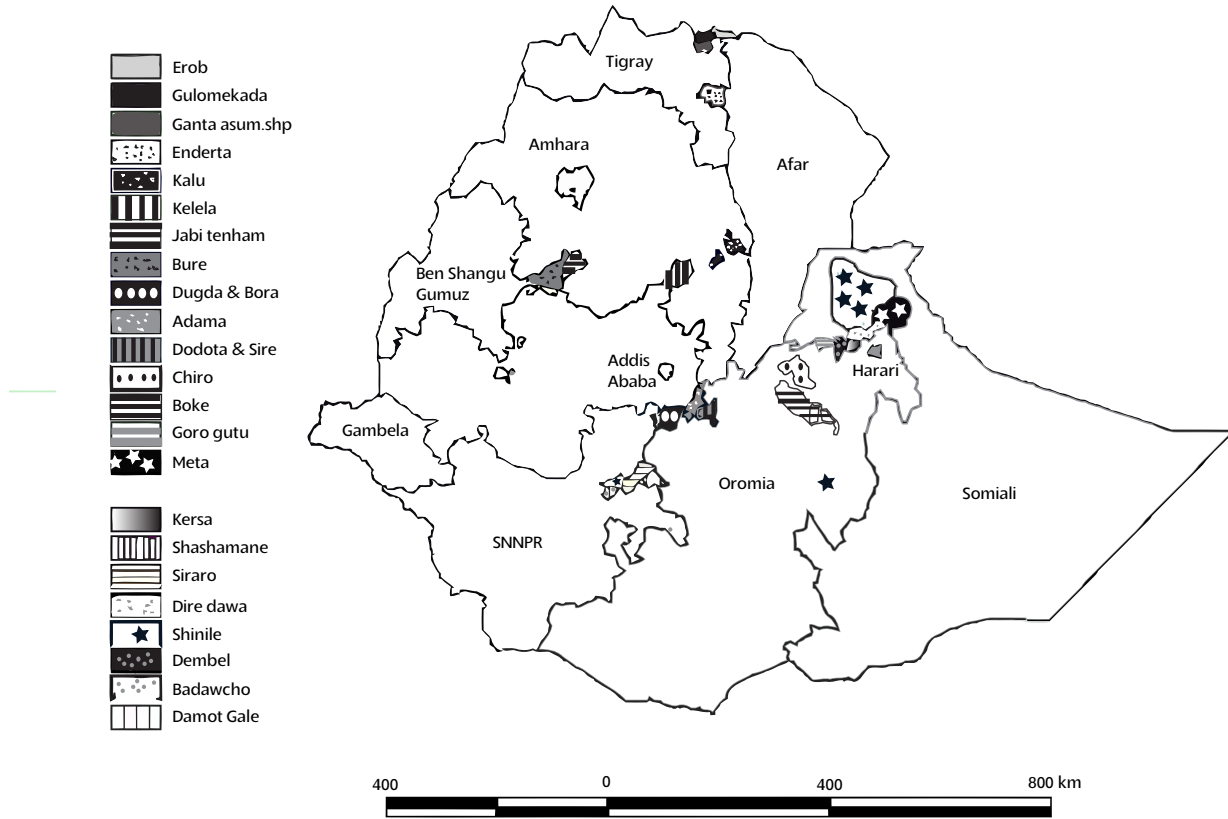 Erob
Gulomekada
Ganta asum.shp
Enderta
Kalu
Kelela
Jabi tenham
Bure
Dugda & Bora
Adama
Dodota & Sire
Chiro
Boke
Goro gutu
Meta
Kersa
Shashamane
Siraro
Dire dawa
Shinile
Dembel
Badawcho
Damot Gale
Tigray
Amhara
Afar
Ben Shangu
Gumuz
Addis
Ababa
Harari
Gambela
Oromia
Somiali
SNNPR
400
0
400
800 km